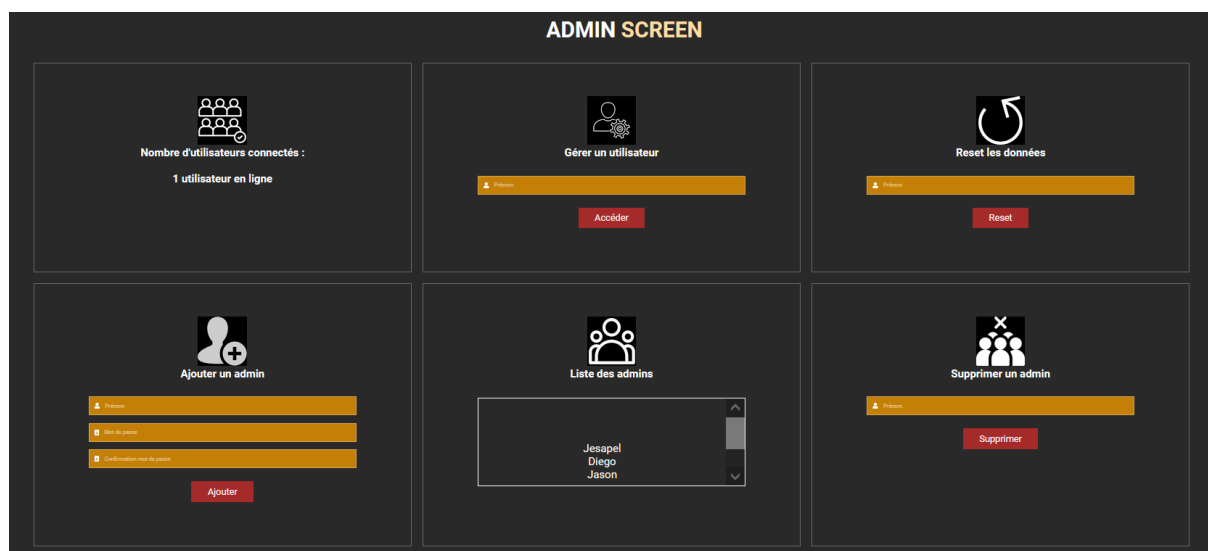 ADMIN SCREEN
Nombre d'utilisateurs connectés :
1 utilisateur en ligne
Gérer un utilisateur
Prénom
Accéder
Reset les données
Prénom
Reset
Ajouter un admin
Prénom
Mot de passe
Confirmation mot de passe
Ajouter
Liste des admins
Jesapel
Diego
Jason
Supprimer un admin
Prénom
Supprimer